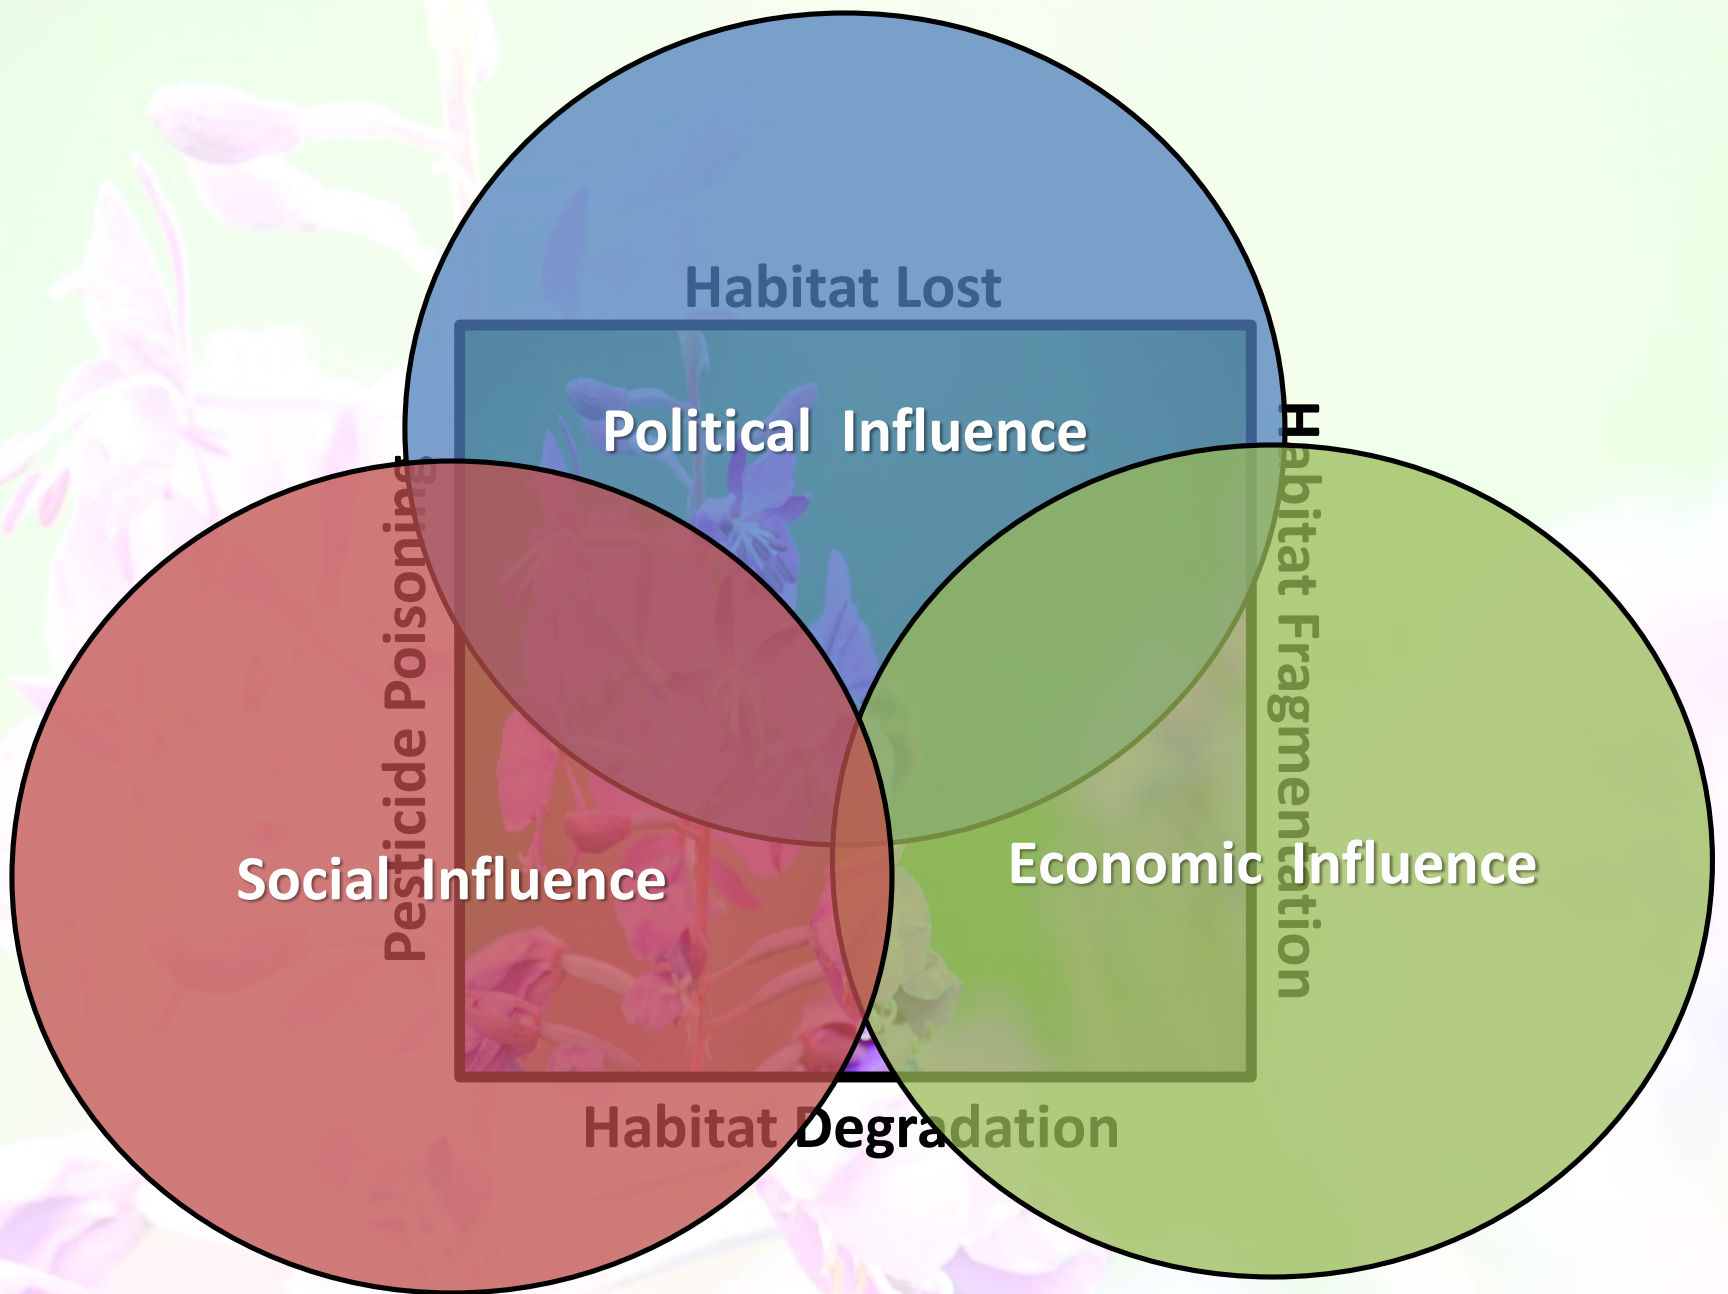 Habitat Lost
Political Influence
Habitat Fragmentation
Pesticide Poisoning
Social Influence
Economic Influence
Habitat Degradation